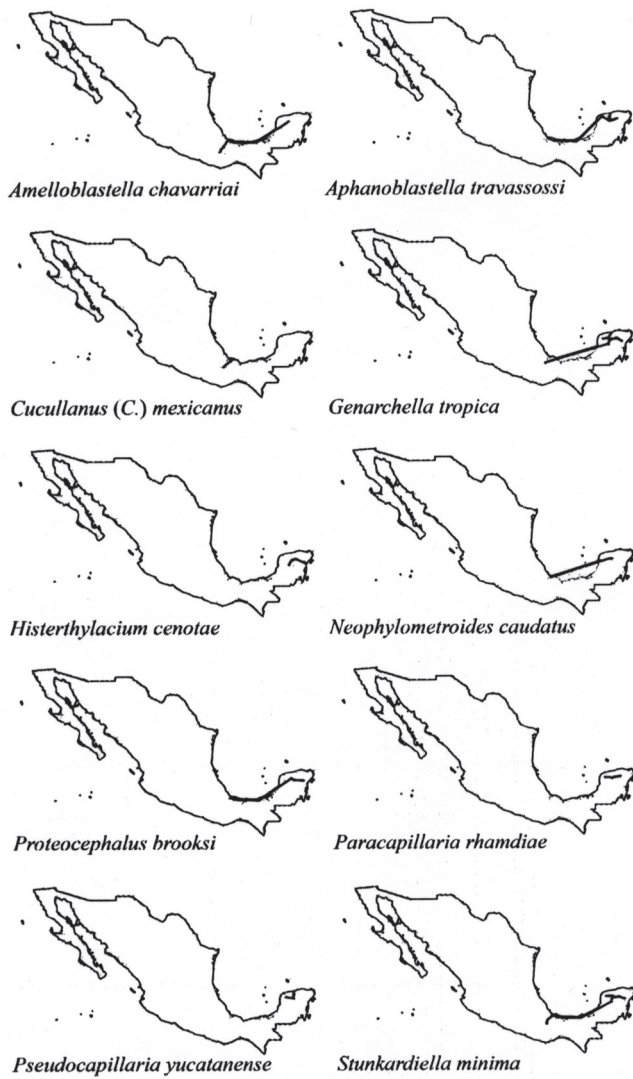 Amelloblastella chavarriai
Aphanoblastella travassossi
Cucullanus (C.) mexicanus
Genarchella tropica
Histerthylacium cenotae
Neophylometroides caudatus
Proteocephalus brooksi
Paracapillaria rhamdiae
Pseudocapillaria yucatanense
Stunkardiella minima